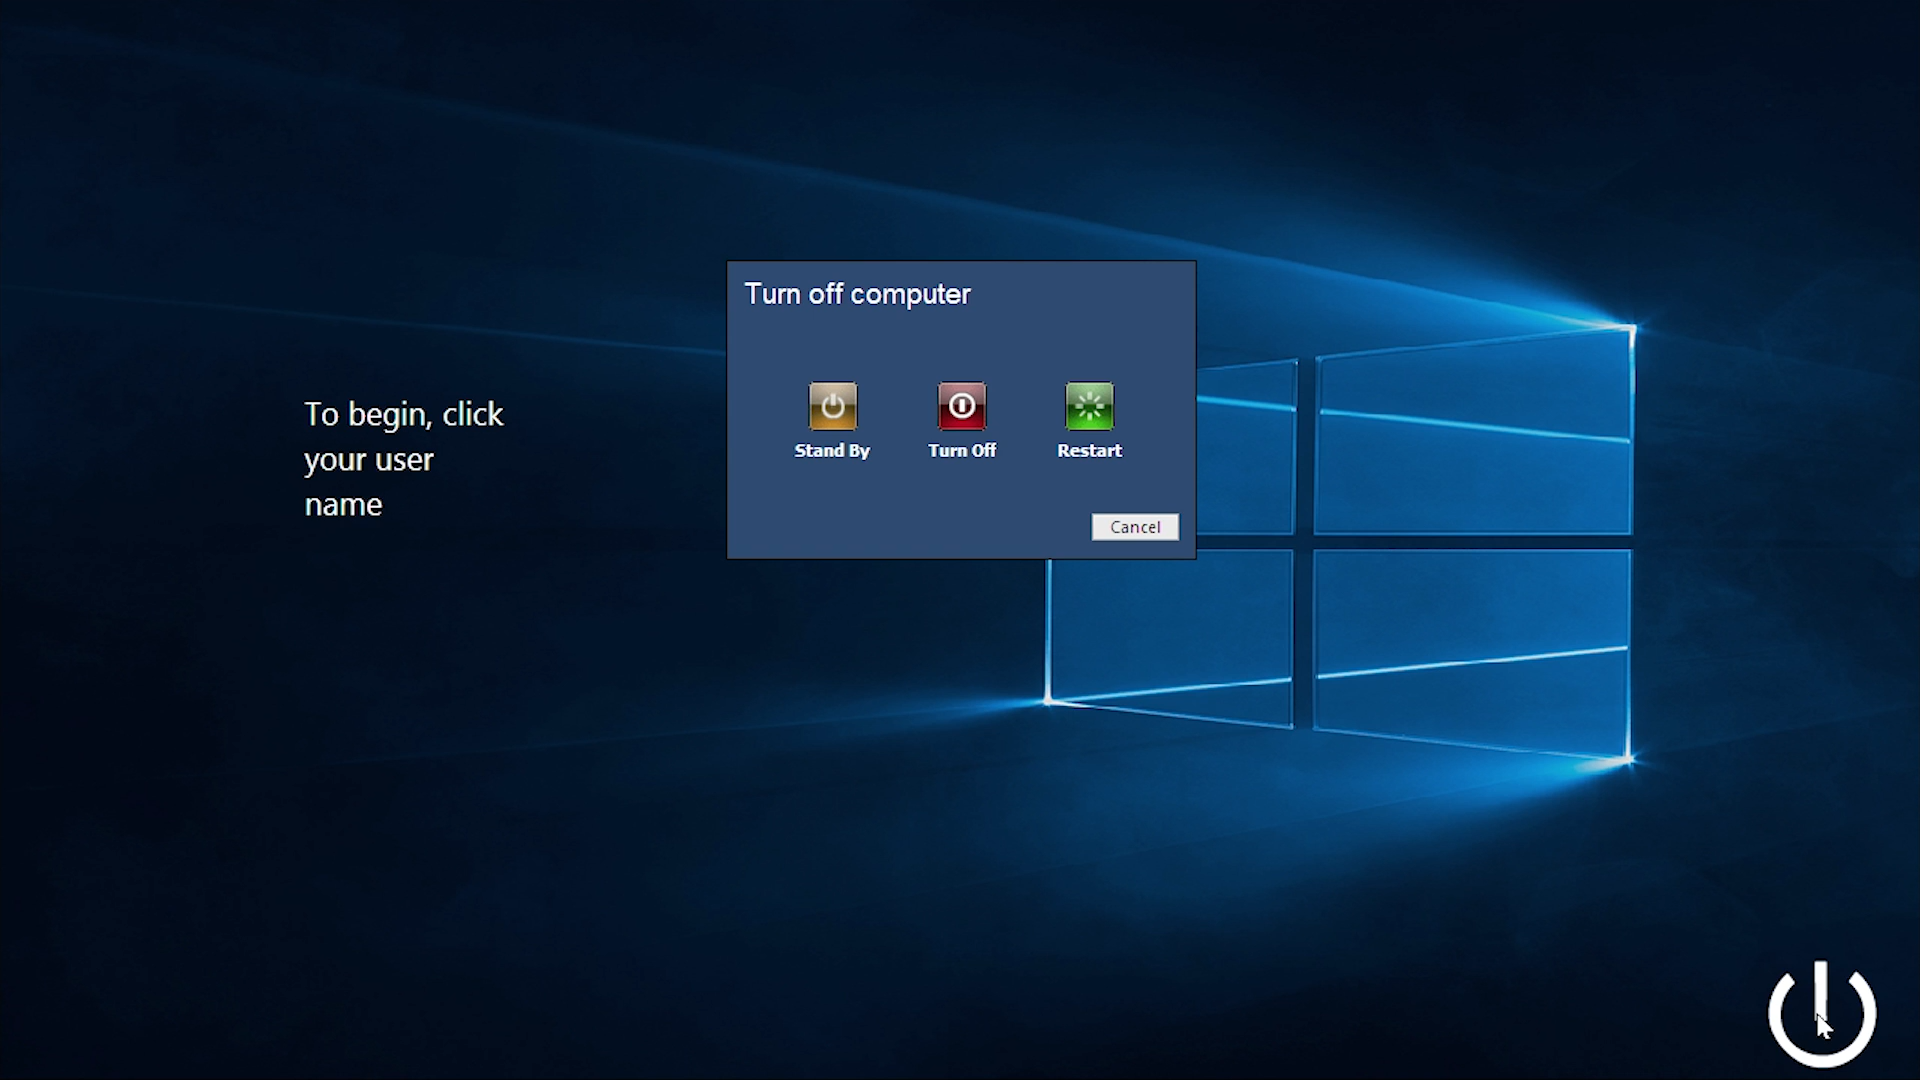 Turn off computer
To begin, click
your user
name
Stand By
Turn Off
Restart
Cancel